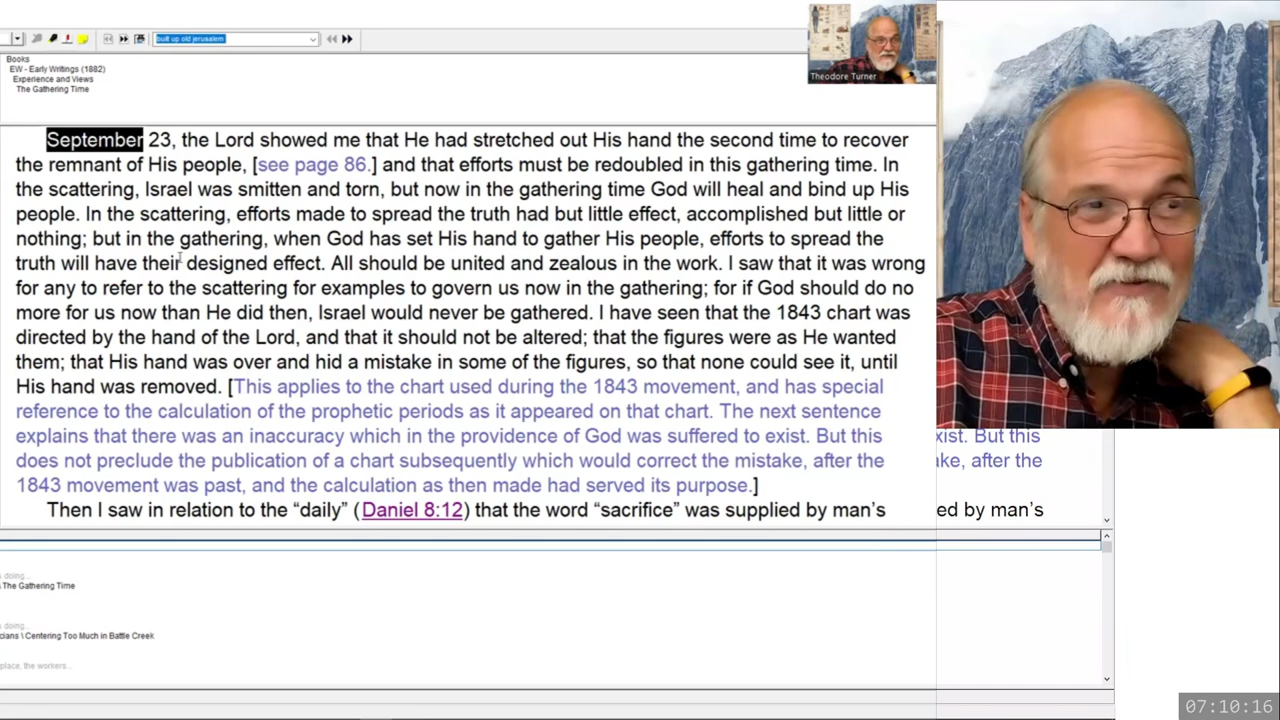 built up old jerusalem
Books
EW - Early Writings (1882)
Experience and Views
The Gathering Time
Theodore Turner
September 23, the Lord showed me that He had stretched out His hand the second time to recover
the remnant of His people, [see page 86.] and that efforts must be redoubled in this gathering time. In
the scattering, Israel was smitten and torn, but now in the gathering time God will heal and bind up His
people. In the scattering, efforts made to spread the truth had but little effect, accomplished but little or
nothing; but in the gathering, when God has set His hand to gather His people, efforts to spread the
truth will have their designed effect. All should be united and zealous in the work. I saw that it was wrong
for any to refer to the scattering for examples to govern us now in the gathering; for if God should do no
more for us now than He did then, Israel would never be gathered. I have seen that the 1843 chart was
directed by the hand of the Lord, and that it should not be altered; that the figures were as He wanted
them; that His hand was over and hid a mistake in some of the figures, so that none could see it, until
His hand was removed. [This applies to the chart used during the 1843 movement, and has special
reference to the calculation of the prophetic periods as it appeared on that chart. The next sentence
explains that there was an inaccuracy which in the providence of God was suffered to exist. But this
xist. But this
does not preclude the publication of a chart subsequently which would correct the mistake, after the
ake, after the
1843 movement was past, and the calculation as then made had served its purpose.]
Then I saw in relation to the “daily” (Daniel 8:12) that the word “sacrifice” was supplied by man’s
ed by man’s
doing...
\ The Gathering Time
doing...
cians \ Centering Too Much in Battle Creek
place, the workers...
07:10:16